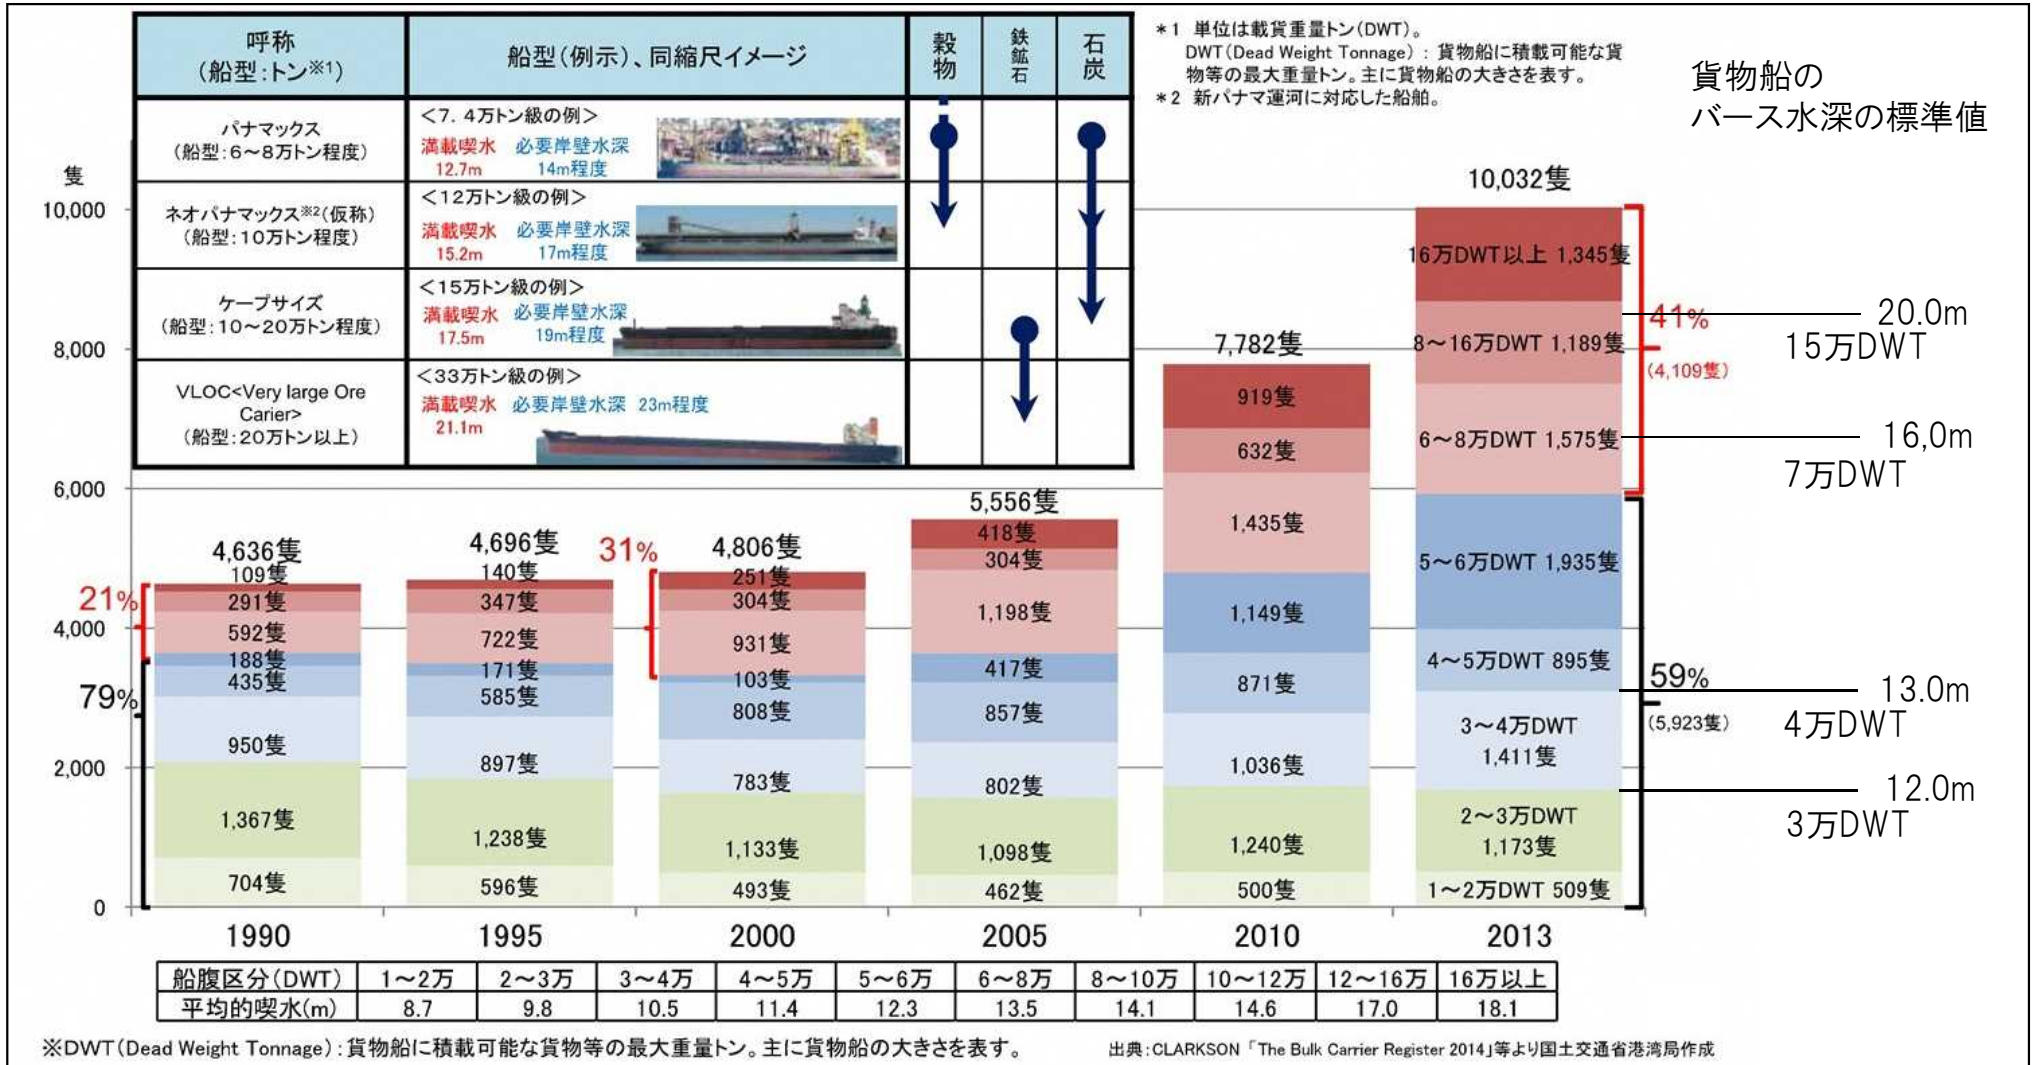 呼称
（船型：トン※1）
船型（例示）、同縮尺イメージ
穀物
鉄鉱石
石炭
パナマックス
（船型：6～8万トン程度）
＜7．4万トン級の例＞
満載喫水　必要岸壁水深
12.7m　14m程度
ネオパナマックス※2（仮称）
（船型：10万トン程度）
＜12万トン級の例＞
満載喫水　必要岸壁水深
15.2m　17m程度
ケープサイズ
（船型：10～20万トン程度）
＜15万トン級の例＞
満載喫水　必要岸壁水深
17.5m　19m程度
VLOC<Very large Ore
Carier>
（船型：20万トン以上）
＜33万トン級の例＞
満載喫水　必要岸壁水深　23m程度
21.1m
＊1　単位は載貨重量トン（DWT）。
DWT（Dead Weight Tonnage）：貨物船に積載可能な貨
物等の最大重量トン。主に貨物船の大きさを表す。
＊2　新パナマ運河に対応した船舶。
貨物船の
バース水深の標準値
隻
10,000
8,000
6,000
4,000
2,000
0
4,636隻
109隻
291隻
592隻
188隻
435隻
950隻
1,367隻
704隻
21%
79%
4,696隻
140隻
347隻
722隻
171隻
585隻
897隻
1,238隻
596隻
31%
4,806隻
251隻
304隻
931隻
103隻
808隻
783隻
1,133隻
493隻
5,556隻
418隻
304隻
1,198隻
417隻
857隻
802隻
1,098隻
462隻
7,782隻
919隻
632隻
1,435隻
1,149隻
871隻
1,036隻
1,240隻
500隻
10,032隻
16万DWT以上 1,345隻
8～16万DWT 1,189隻
6～8万DWT 1,575隻
5～6万DWT 1,935隻
4～5万DWT 895隻
3～4万DWT
1,411隻
2～3万DWT
1,173隻
1～2万DWT 509隻
41%
（4,109隻）
59%
（5,923隻）
20.0m
15万DWT
16,0m
7万DWT
13.0m
4万DWT
12.0m
3万DWT
1990　1995　2000　2005　2010　2013
船腹区分（DWT）　1～2万　2～3万　3～4万　4～5万　5～6万　6～8万　8～10万　10～12万　12～16万　16万以上
平均的喫水(m)　8.7　9.8　10.5　11.4　12.3　13.5　14.1　14.6　17.0　18.1
※DWT（Dead Weight Tonnage）：貨物船に積載可能な貨物等の最大重量トン。主に貨物船の大きさを表す。
出典：CLARKSON「The Bulk Carrier Register 2014」等より国土交通省港湾局作成